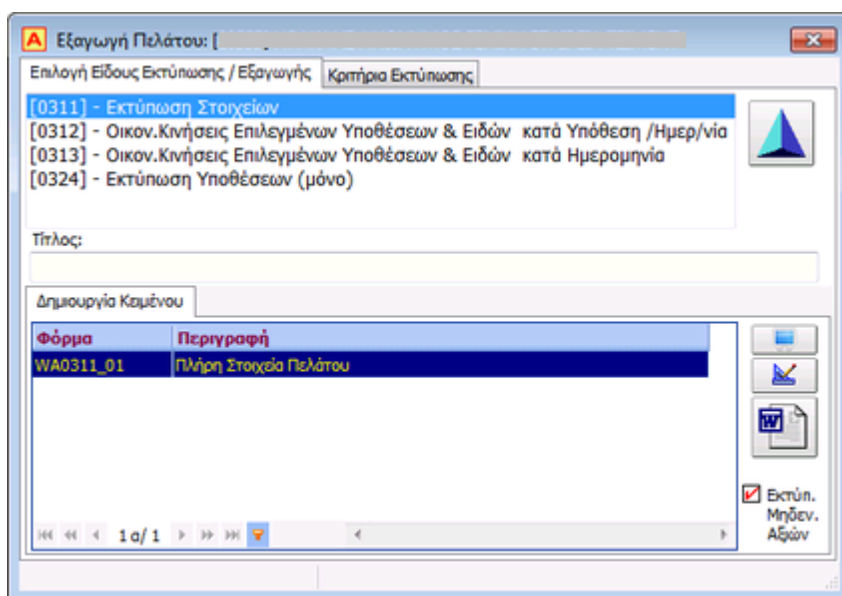 Εξαγωγή Πελάτου: [
Επιλογή Είδους Εκτύπωσης / Εξαγωγής Κριτήρια Εκτύπωσης
[0311] - Εκτύπωση Στοιχείων
[0312] - Οικον.Κινήσεις Επιλεγμένων Υποθέσεων & Ειδών κατά Υπόθεση /Ημερ/νία
[0313] - Οικον.Κινήσεις Επιλεγμένων Υποθέσεων & Ειδών κατά Ημερομηνία
[0324] - Εκτύπωση Υποθέσεων (μόνο)
Τίτλος:
Δημιουργία Κειμένου
Φόρμα Περιγραφή
WA0311_01 Πλήρη Στοιχεία Πελάτου
Εκτύπ.
Μηδεν.
Αξιών
1 α/ 1